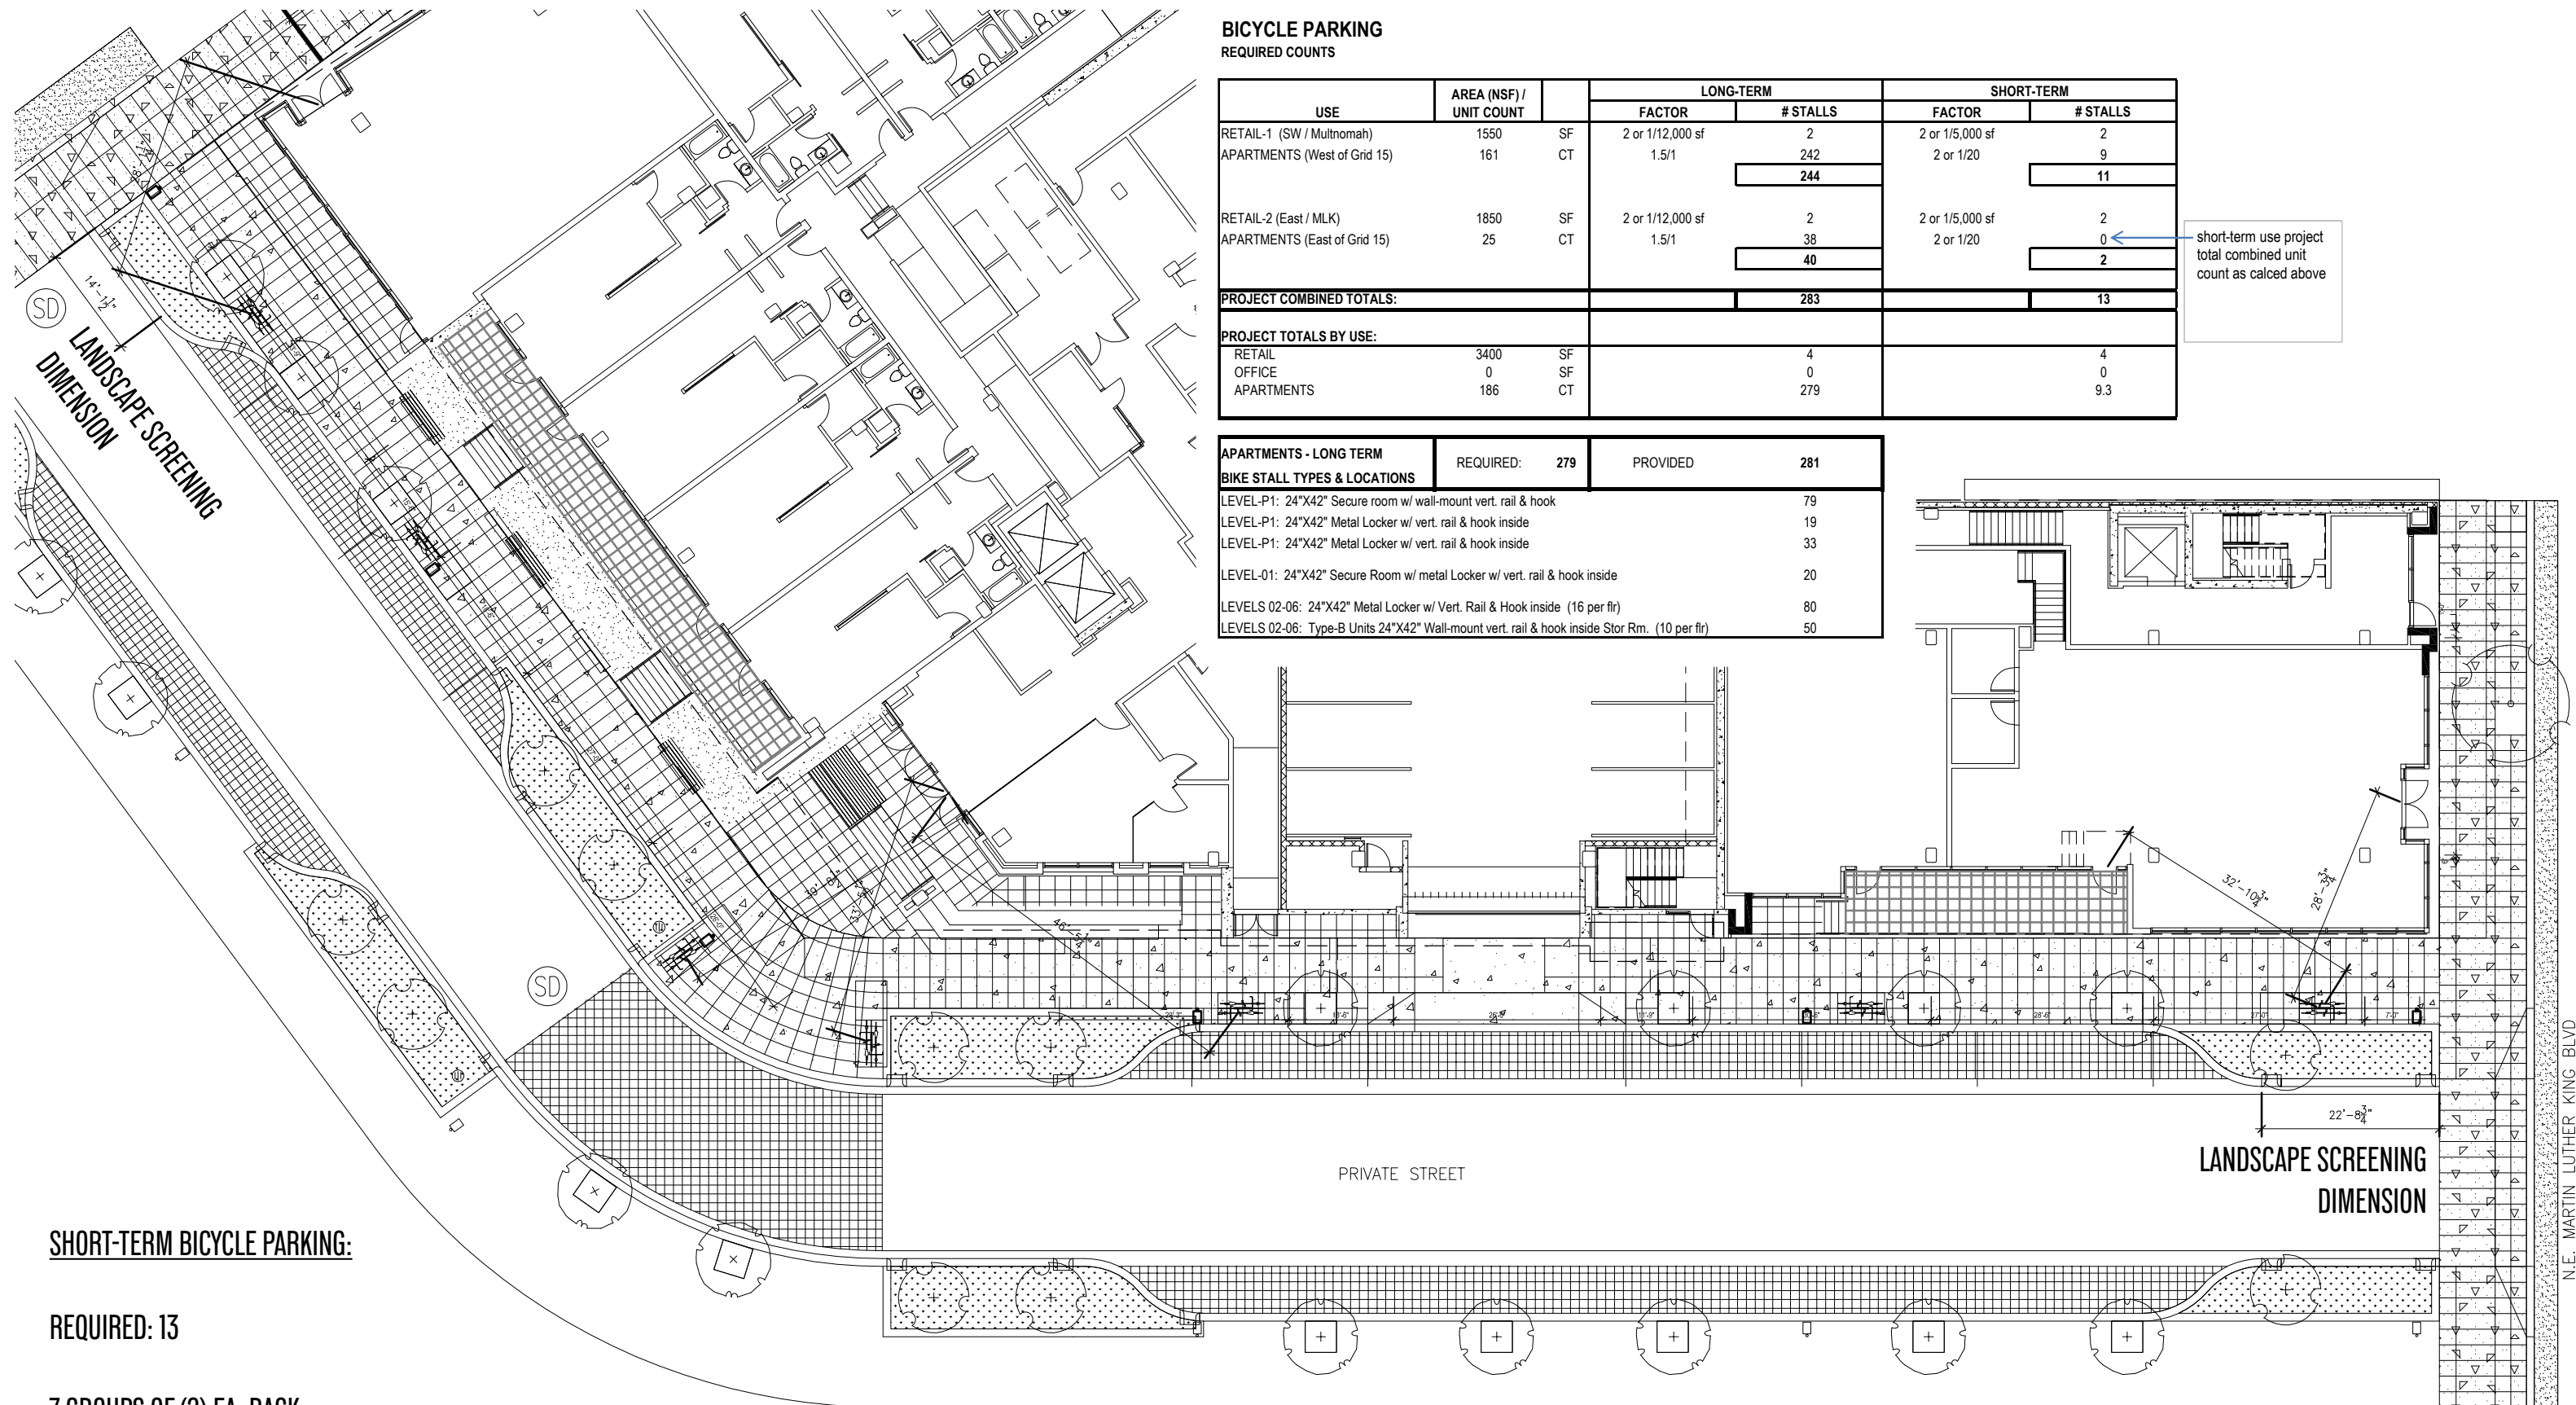 BICYCLE PARKING
REQUIRED COUNTS
USE AREA (NSF) / UNIT COUNT LONG-TERM SHORT-TERM
FACTOR # STALLS FACTOR # STALLS
RETAIL-1 (SW / Multnomah) 1550 SF 2 or 1/12,000 sf 2 2 or 1/5,000 sf 2
APARTMENTS (West of Grid 15) 161 CT 1.5/1 242 2 or 1/20 9
244 11
RETAIL-2 (East / MLK) 1850 SF 2 or 1/12,000 sf 2 2 or 1/5,000 sf 2
APARTMENTS (East of Grid 15) 25 CT 1.5/1 38 2 or 1/20 0
40 2
short-term use project
total combined unit
count as calced above
PROJECT COMBINED TOTALS: 283 13
PROJECT TOTALS BY USE:
RETAIL 3400 SF 4 4
OFFICE 0 SF 0 0
APARTMENTS 186 CT 279 9.3
APARTMENTS - LONG TERM
BIKE STALL TYPES & LOCATIONS REQUIRED: 279 PROVIDED 281
LEVEL-P1: 24"X42" Secure room w/ wall-mount vert. rail & hook 79
LEVEL-P1: 24"X42" Metal Locker w/ vert. rail & hook inside 19
LEVEL-P1: 24"X42" Metal Locker w/ vert. rail & hook inside 33
LEVEL-01: 24"X42" Secure Room w/ metal Locker w/ vert. rail & hook inside 20
LEVELS 02-06: 24"X42" Metal Locker w/ Vert. Rail & Hook inside (16 per flr) 80
LEVELS 02-06: Type-B Units 24"X42" Wall-mount vert. rail & hook inside Stor Rm. (10 per flr) 50
14'-1½"
SD
LANDSCAPE SCREENING
DIMENSION
32'-10¾"
28'-3¾"
SD
22'-8¾"
LANDSCAPE SCREENING
DIMENSION
PRIVATE STREET
N.E. MARTIN LUTHER KING BLVD
SHORT-TERM BICYCLE PARKING:
REQUIRED: 13